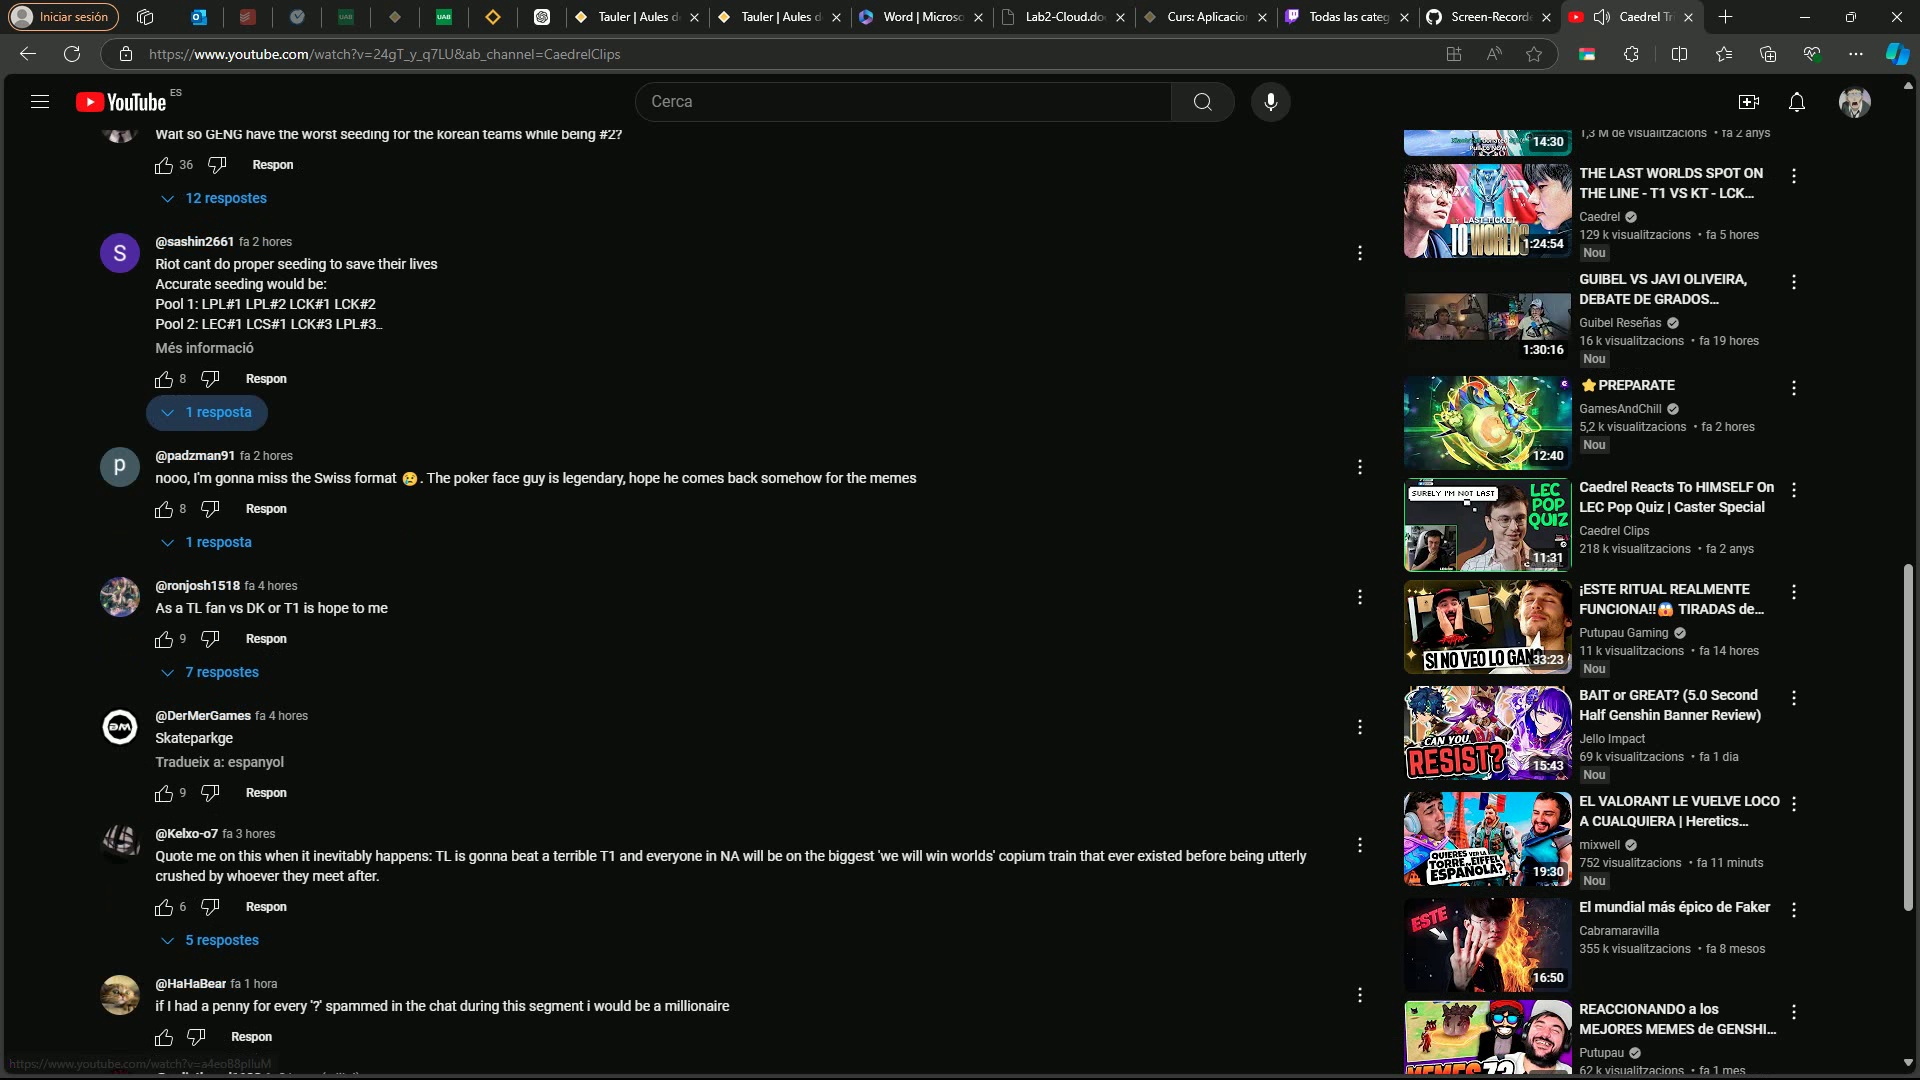 Iniciar sesión
Tauler | Aules d
Tauler | Aules d
Word | Microso
Lab2-Cloud.do
Curs: Aplicacion
Todas las categ
Screen-Recorde
Caedrel Tr
https://www.youtube.com/watch?v=24gT_y_q7LU&ab_channel=CaedrelClips
YouTube ES
Cerca
Wait so GENG have the worst seeding for the korean teams while being #2?
36 Respon
12 respostes
S
@sashin2661 fa 2 hores
Riot cant do proper seeding to save their lives
Accurate seeding would be:
Pool 1: LPL#1 LPL#2 LCK#1 LCK#2
Pool 2: LEC#1 LCS#1 LCK#3 LPL#3...
Més informació
8 Respon
1 resposta
p
@padzman91 fa 2 hores
nooo, I'm gonna miss the Swiss format 😢. The poker face guy is legendary, hope he comes back somehow for the memes
8 Respon
1 resposta
@ronjosh1518 fa 4 hores
As a TL fan vs DK or T1 is hope to me
9 Respon
7 respostes
@DerMerGames fa 4 hores
Skateparkge
Tradueix a: espanyol
9 Respon
@Kelxo-o7 fa 3 hores
Quote me on this when it inevitably happens: TL is gonna beat a terrible T1 and everyone in NA will be on the biggest 'we will win worlds' copium train that ever existed before being utterly
crushed by whoever they meet after.
6 Respon
5 respostes
@HaHaBear fa 1 hora
if I had a penny for every '?' spammed in the chat during this segment i would be a millionaire
Respon
https://www.youtube.com/watch?v=a4eo88plluM
14:30
1,3 M de visualitzacions • fa 2 anys
LAST TICKET
TO WORLDS
1:24:54
THE LAST WORLDS SPOT ON
THE LINE - T1 VS KT - LCK...
Caedrel
129 k visualitzacions • fa 5 hores
Nou
1:30:16
GUIBEL VS JAVI OLIVEIRA,
DEBATE DE GRADOS...
Guibel Reseñas
16 k visualitzacions • fa 19 hores
Nou
12:40
⭐PREPARATE
GamesAndChill
5,2 k visualitzacions • fa 2 hores
Nou
SURELY I'M NOT LAST
LEC
POP
QUIZ
11:31
Caedrel Reacts To HIMSELF On
LEC Pop Quiz | Caster Special
Caedrel Clips
218 k visualitzacions • fa 2 anys
SI NO VEO LO GANO
33:23
¡ESTE RITUAL REALMENTE
FUNCIONA!!😱 TIRADAS de...
Putupau Gaming
11 k visualitzacions • fa 14 hores
Nou
CAN YOU
RESIST?
15:43
BAIT or GREAT? (5.0 Second
Half Genshin Banner Review)
Jello Impact
69 k visualitzacions • fa 1 dia
Nou
QUIERES VER LA
TORRE EIFFEL
ESPAÑOLA?
19:30
EL VALORANT LE VUELVE LOCO
A CUALQUIERA | Heretics...
mixwell
752 visualitzacions • fa 11 minuts
Nou
ESTE
16:50
El mundial más épico de Faker
Cabramaravilla
355 k visualitzacions • fa 8 mesos
REACCIONANDO a los
MEJORES MEMES de GENSHI...
Putupau
62 k visualitzacions • fa 1 mes